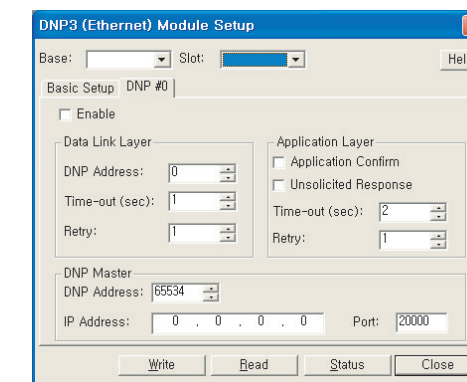 DNP3 (Ethernet) Module Setup
Base: Slot:
Hel
Basic Setup DNP #0
Enable
Data Link Layer
DNP Address: 0
Time-out (sec): 1
Retry: 1
Application Layer
Application Confirm
Unsolicited Response
Time-out (sec): 2
Retry: 1
DNP Master
DNP Address: 65534
IP Address: 0 . 0 . 0 . 0 Port: 20000
Write Read Status Close